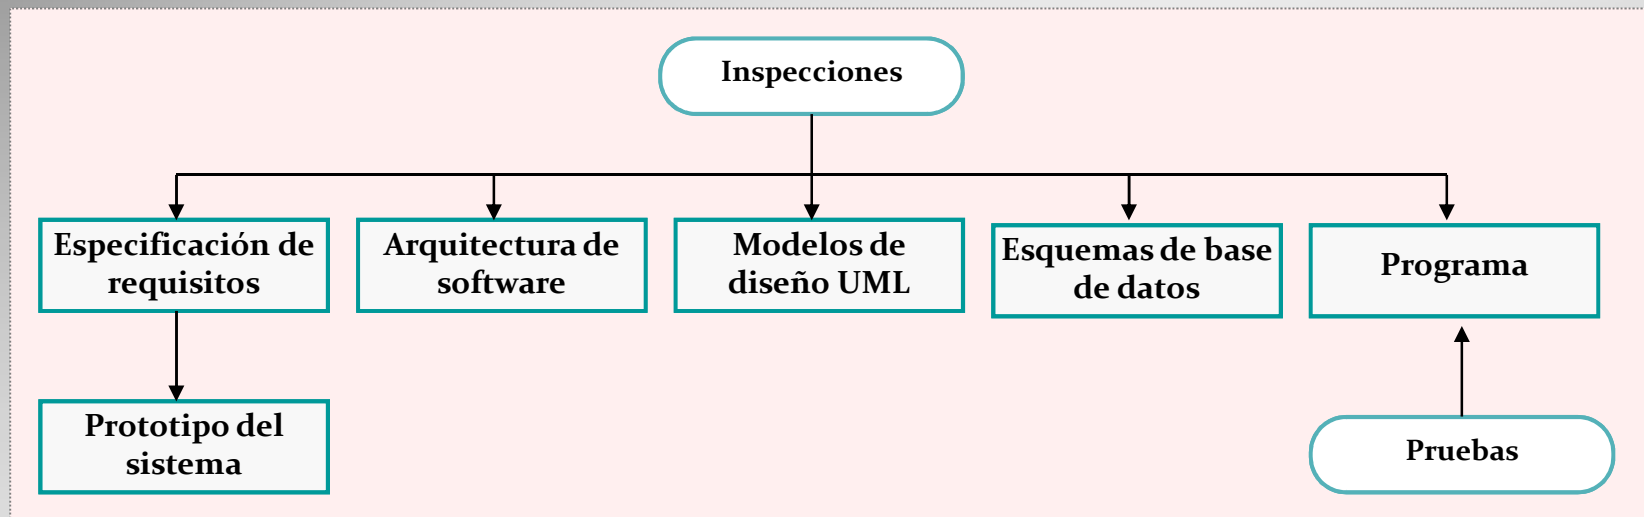 Inspecciones
Especificación de
requisitos
Arquitectura de
software
Modelos de
diseño UML
Esquemas de base
de datos
Programa
Prototipo del
sistema
Pruebas